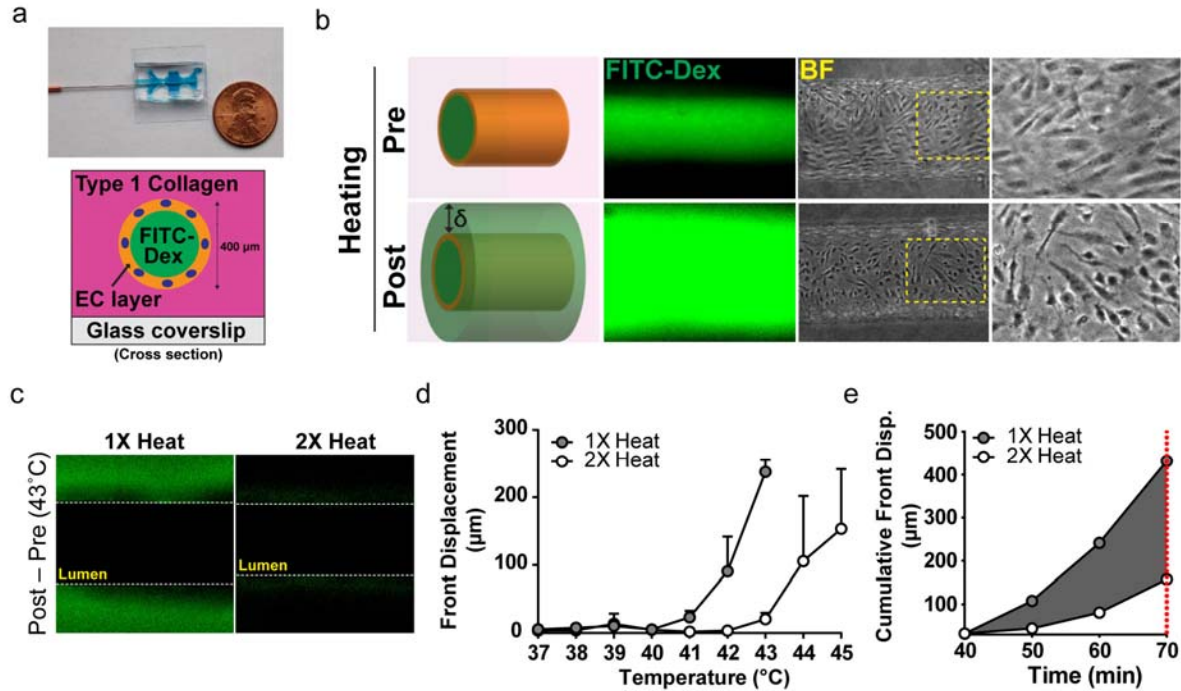 a
Type 1 Collagen
FITC-
Dex
400 µm
EC layer
Glass coverslip
(Cross section)
b
Heating
Pre
Post
δ
FITC-Dex
BF
c
1X Heat
2X Heat
Post – Pre (43°C)
Lumen
Lumen
d
Front Displacement
(µm)
300
200
100
0
1X Heat
2X Heat
37 38 39 40 41 42 43 44 45
Temperature (°C)
e
Cumulative Front Disp.
(µm)
500
400
300
200
100
1X Heat
2X Heat
40 50 60 70
Time (min)